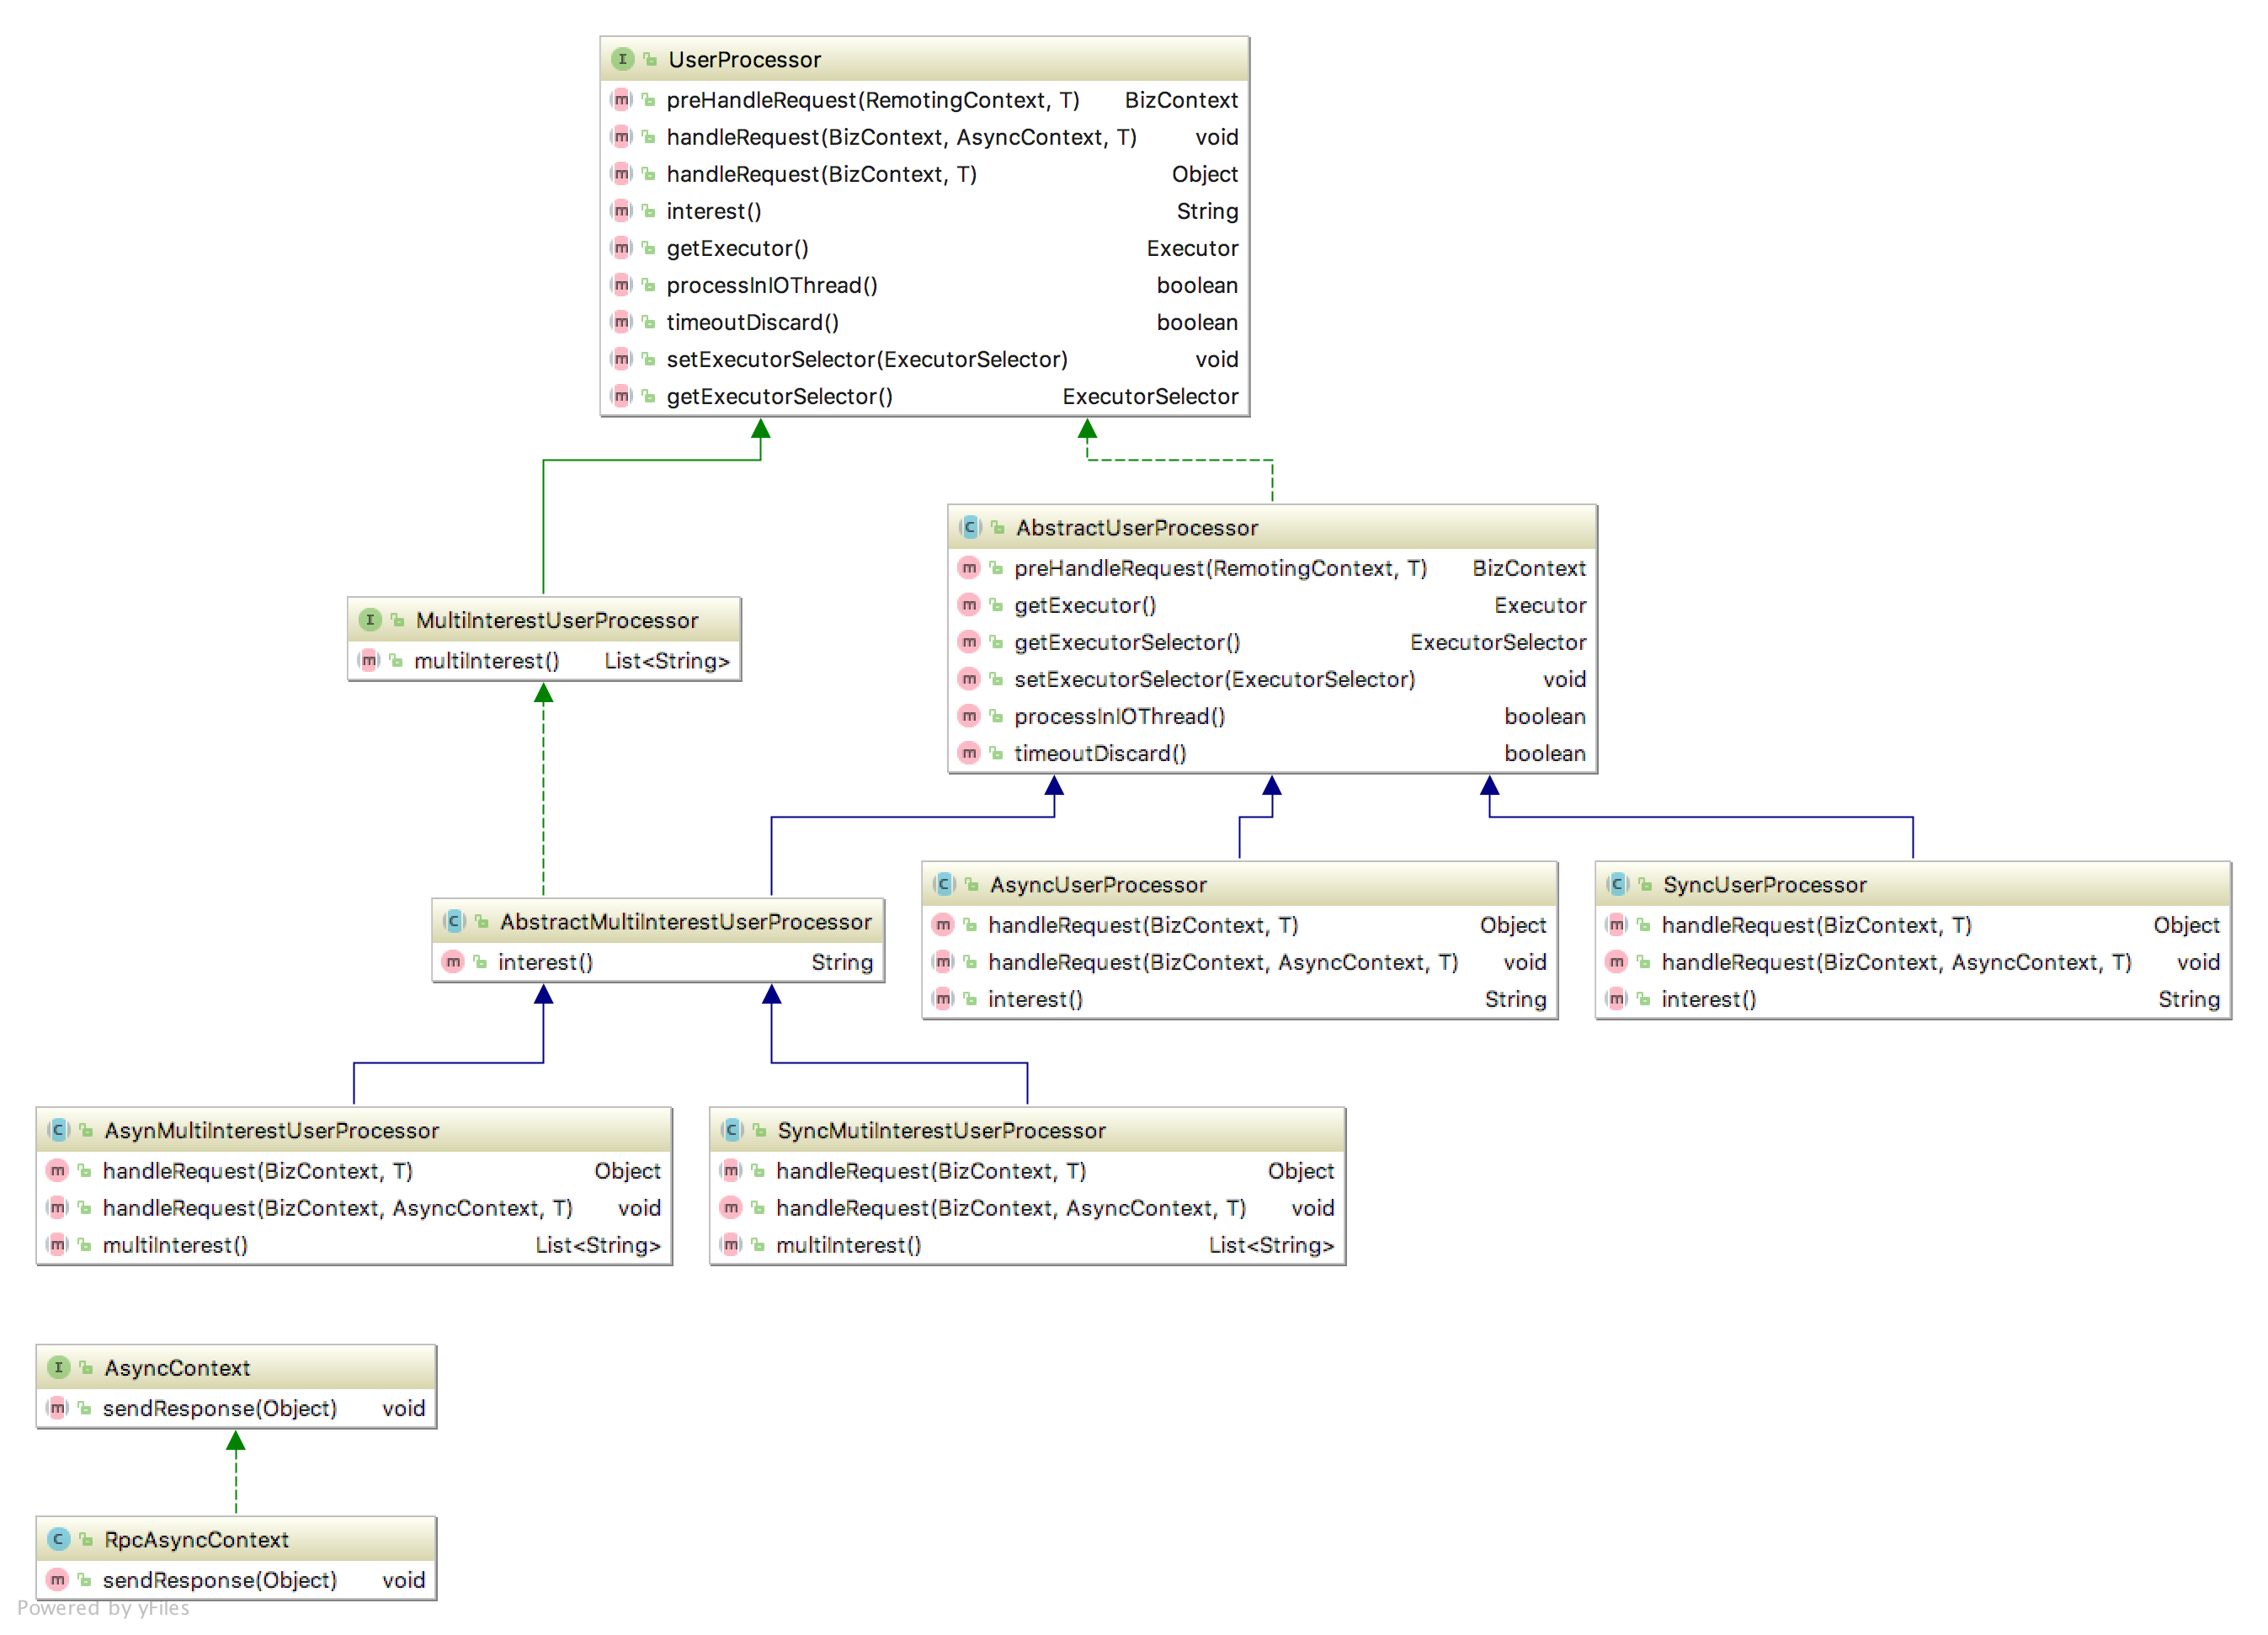 UserProcessor
preHandleRequest(RemotingContext, T) BizContext
handleRequest(BizContext, AsyncContext, T) void
handleRequest(BizContext, T) Object
interest() String
getExecutor() Executor
processInIOThread() boolean
timeoutDiscard() boolean
setExecutorSelector(ExecutorSelector) void
getExecutorSelector() ExecutorSelector
AbstractUserProcessor
preHandleRequest(RemotingContext, T) BizContext
getExecutor() Executor
getExecutorSelector() ExecutorSelector
setExecutorSelector(ExecutorSelector) void
processInIOThread() boolean
timeoutDiscard() boolean
MultiInterestUserProcessor
multiInterest() List<String>
AbstractMultiInterestUserProcessor
interest() String
AsyncUserProcessor
handleRequest(BizContext, T) Object
handleRequest(BizContext, AsyncContext, T) void
interest() String
SyncUserProcessor
handleRequest(BizContext, T) Object
handleRequest(BizContext, AsyncContext, T) void
interest() String
AsynMultiInterestUserProcessor
handleRequest(BizContext, T) Object
handleRequest(BizContext, AsyncContext, T) void
multiInterest() List<String>
SyncMutiInterestUserProcessor
handleRequest(BizContext, T) Object
handleRequest(BizContext, AsyncContext, T) void
multiInterest() List<String>
AsyncContext
sendResponse(Object) void
RpcAsyncContext
sendResponse(Object) void
Powered by yFiles